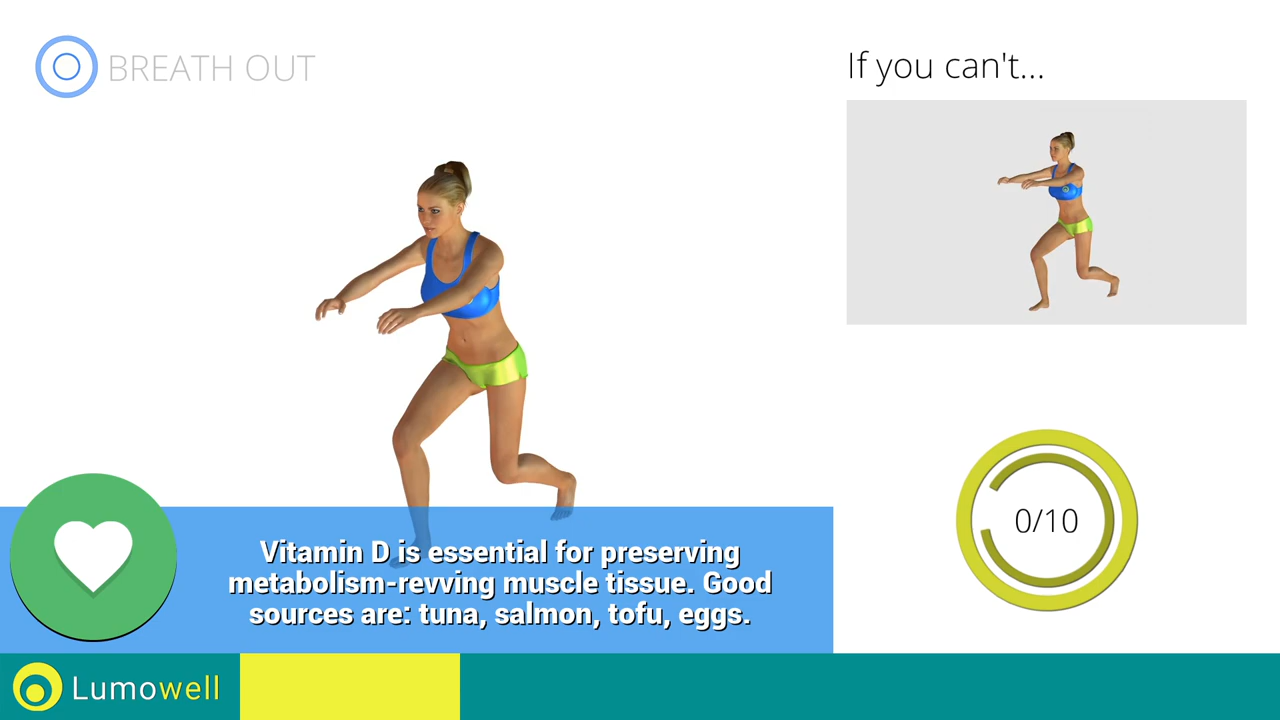 BREATH OUT
If you can't...
0/10
Vitamin D is essential for preserving
metabolism-revving muscle tissue. Good
sources are: tuna, salmon, tofu, eggs.
Lumowell